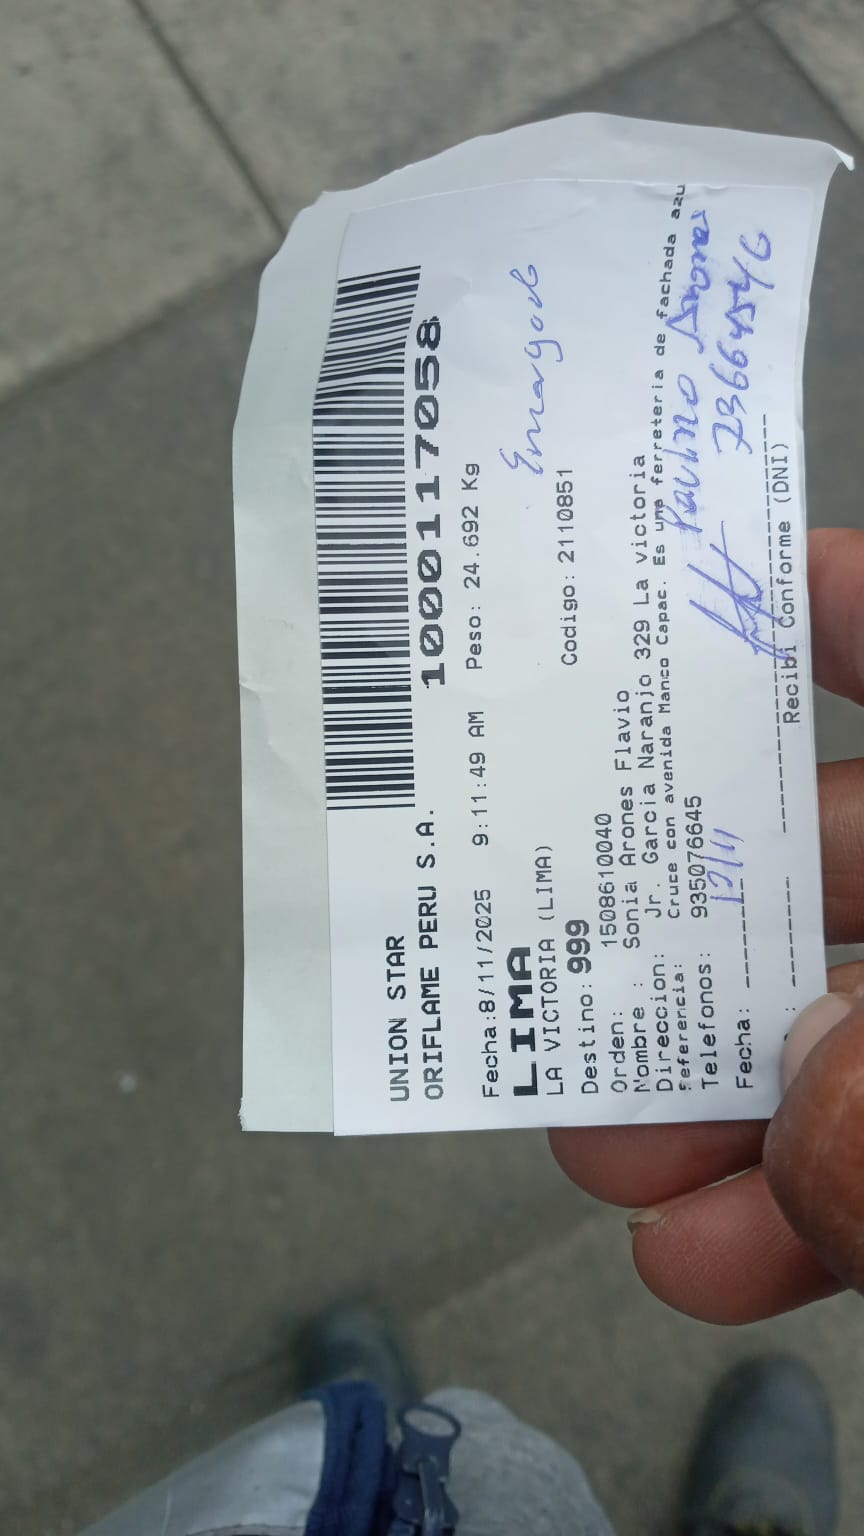 UNION STAR
ORIFLAME PERU S.A.
10001117058
Fecha:8/11/2025 9:11:49 AM Peso: 24.692 Kg
LIMA
LA VICTORIA (LIMA)
Destino: 999 Codigo: 2110851
Orden: 1508610040
Nombre : Sonia Arones Flavio
Direccion: Jr. Garcia Naranjo 329 La victoria
Referencia: Cruce con avenida Manco Capac. Es una ferreteria de fachada azu
Telefonos: 935076645
Paulino Arones
Fecha: 12/11
Recibi Conforme (DNI)